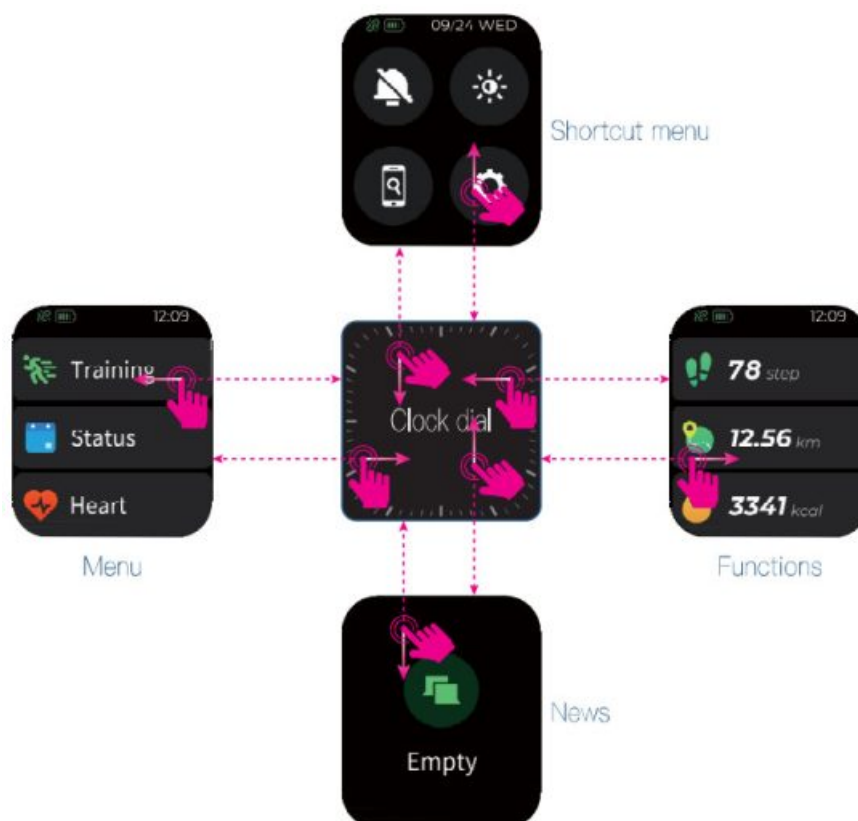 09/24 WED
Shortcut menu
12:09
Training
Status
Heart
Menu
Clock dial
12:09
78 step
12.56 km
3341 kcal
Functions
News
Empty